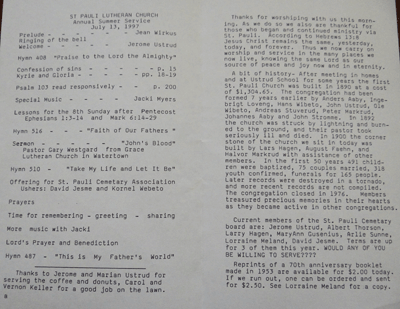 ST PAULI LUTHERAN CHURCH
Annual Summer Service
July 13, 1997
Prelude - - - Jean Wickus
Ringing of the bell
Welcome - - - Jerome Ustrud
Hymn 408 "Praise to the Lord the Almighty"
Confession of sins - - - p. 15
Kyrie and Gloria - - - pp. 18-19
Psalm 103 read responsively - p. 200
Special Music Jacki Myers
Lessons for the 8th Sunday after Pentecost
Ephesians 1:3-14 and Mark 6:14-29
Hymn 516 - - - "Faith of Our Fathers"
Sermon - - - "John's Blood"
Pastor Gary Westgard from Grace
Lutheran Church in Watertown
Hymn 510 - "Take My Life and Let It Be"
Offering for St. Pauli Cemetary Association
Ushers: David Jesme and Kornel Webeto
Prayers
Time for remembering - greeting - sharing
More music with Jacki
Lord's Prayer and Benediction
Hymn 487 - "This is My Father's World"
Thanks to Jerome and Marian Ustrud for
serving the coffee and donuts, Carol and
Vernon Keller for a good job on the lawn.
Thanks for worshiping with us this morn-
ing. As we do so we also are thankful for
those who began and continued ministry via
St. Pauli. According to Hebrews 13:8
Jesus Christ remains the same, yesterday,
today, and forever. Thus we now carry on
worship and service in the many places we
now live, knowing the same Lord as our
source of peace and joy now and in eternity.
A bit of history- After meeting in homes
and at Ustrud School for some years the first
St. Pauli Church was built in 1890 at a cost
of $1,304.65. The congregation had been
formed 7 years earlier by Anders Aaby, Inge-
brigt Loveng, Hans Wibeto, John Ustrud, Ole
Wibeto, Andreas Stuverud, Peter Hanson,
Johannes Aaby and John Stromme. In 1892
the church was struck by lightning and burn-
ed to the ground, and their pastor took
seriously ill and died. In 1900 the corner
stone of the church we sit in today was
built by Lars Hagen, August Faehn, and
Halvor Markrud with assistance of other
members. In the first 50 years 491 child-
ren were baptized, 75 couples married, 318
youth confirmed, funerals for 165 people.
Later records were destroyed in a tornado,
and more recent records are not compiled.
The congregation closed in 1976. Members
treasured precious memories in their hearts
as they became active in other congregations.
Current members of the St. Pauli Cemetary
board are: Jerome Ustrud, Albert Thorson,
Larry Hagen, MaryAnn Gusenius, Arlis Sunne,
Lorraine Meland, David Jesme. Terms are up
for 3 of them this year. WOULD ANY OF YOU
BE WILLING TO SERVE????
Reprints of a 70th anniversary booklet
made in 1953 are available for $2.00 today.
If we run out, one can be ordered and sent
for $2.50. See Lorraine Meland for a copy.